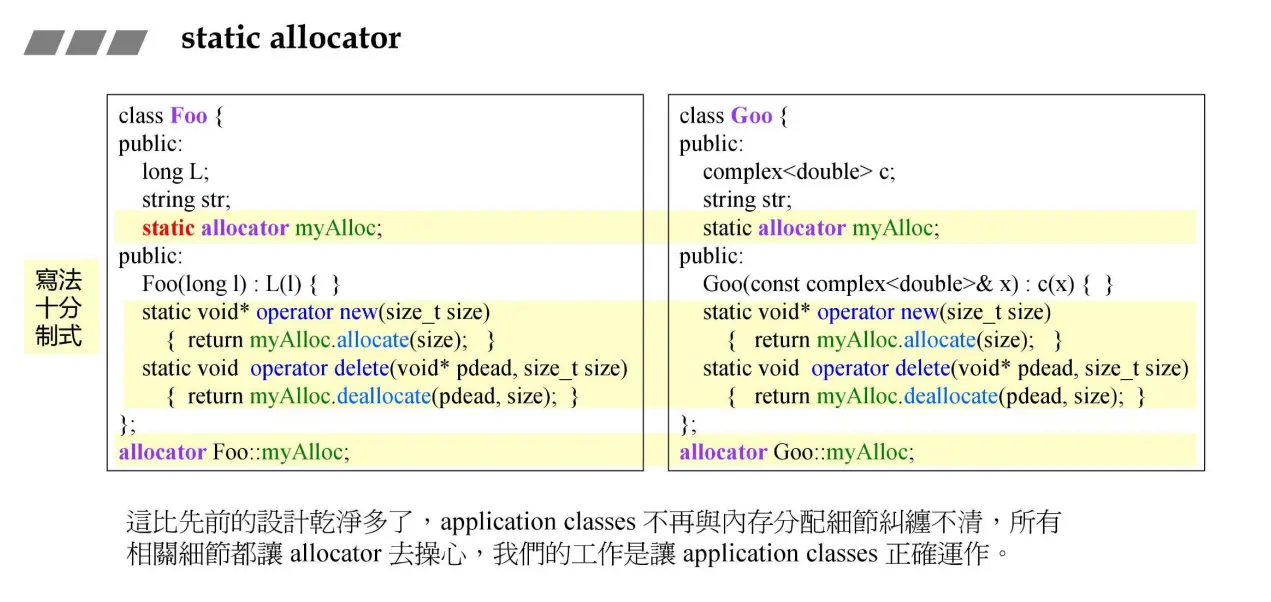 static allocator
class Foo {
public:
long L;
string str;
static allocator myAlloc;
public:
Foo(long l) : L(l) { }
static void* operator new(size_t size)
{ return myAlloc.allocate(size); }
static void operator delete(void* pdead, size_t size)
{ return myAlloc.deallocate(pdead, size); }
};
allocator Foo::myAlloc;
class Goo {
public:
complex<double> c;
string str;
static allocator myAlloc;
public:
Goo(const complex<double>& x) : c(x) { }
static void* operator new(size_t size)
{ return myAlloc.allocate(size); }
static void operator delete(void* pdead, size_t size)
{ return myAlloc.deallocate(pdead, size); }
};
allocator Goo::myAlloc;
寫法
十分
制式
這比先前的設計乾淨多了，application classes 不再與內存分配細節糾纏不清，所有
相關細節都讓 allocator 去操心，我們的工作是讓 application classes 正確運作。